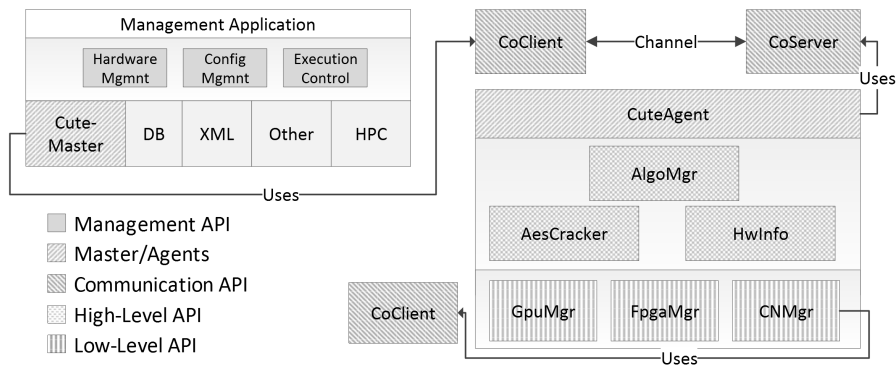 Management Application
Hardware
Mgmnt
Config
Mgmnt
Execution
Control
Cute-
Master
DB
XML
Other
HPC
Uses
CoClient
Channel
CoServer
Uses
CuteAgent
AlgoMgr
AesCracker
HwInfo
GpuMgr
FpgaMgr
CNMgr
CoClient
Uses
Management API
Master/Agents
Communication API
High-Level API
Low-Level API